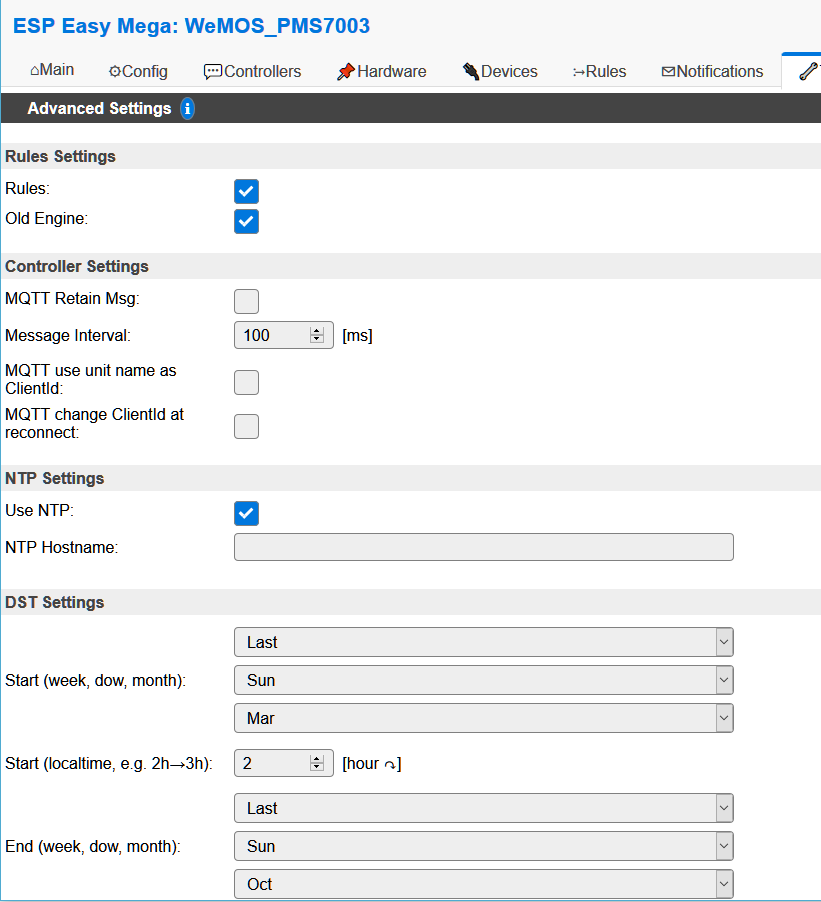 ESP Easy Mega: WeMOS_PMS7003
⌂Main ⚙Config 💬Controllers 📌Hardware 🔌Devices Rules ✉Notifications
Advanced Settings i
Rules Settings
Rules:
Old Engine:
Controller Settings
MQTT Retain Msg:
Message Interval: 100 [ms]
MQTT use unit name as
ClientId:
MQTT change ClientId at
reconnect:
NTP Settings
Use NTP:
NTP Hostname:
DST Settings
Last
Start (week, dow, month): Sun
Mar
Start (localtime, e.g. 2h→3h): 2 [hour ↷]
Last
End (week, dow, month): Sun
Oct